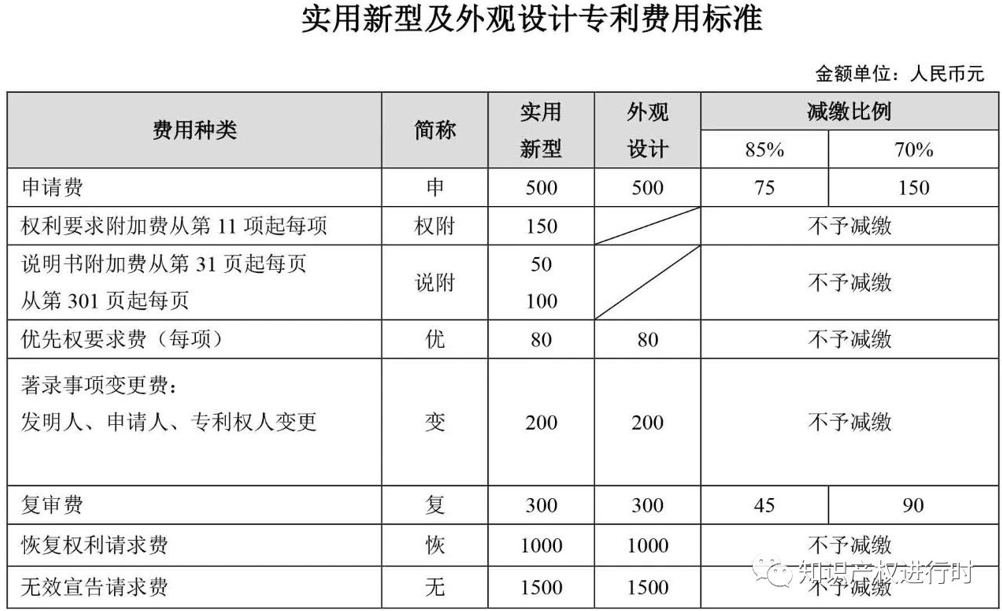 实用新型及外观设计专利费用标准
金额单位：人民币元
费用种类 简称 实用新型 外观设计 减缴比例
85% 70%
申请费 申 500 500 75 150
权利要求附加费从第 11 项起每项 权附 150 不予减缴
说明书附加费从第 31 页起每页 说附 50 不予减缴
从第 301 页起每页 100
优先权要求费（每项） 优 80 80 不予减缴
著录事项变更费：
发明人、申请人、专利权人变更 变 200 200 不予减缴
复审费 复 300 300 45 90
恢复权利请求费 恢 1000 1000 不予减缴
无效宣告请求费 无 1500 1500 不予减缴
知识产权进行时